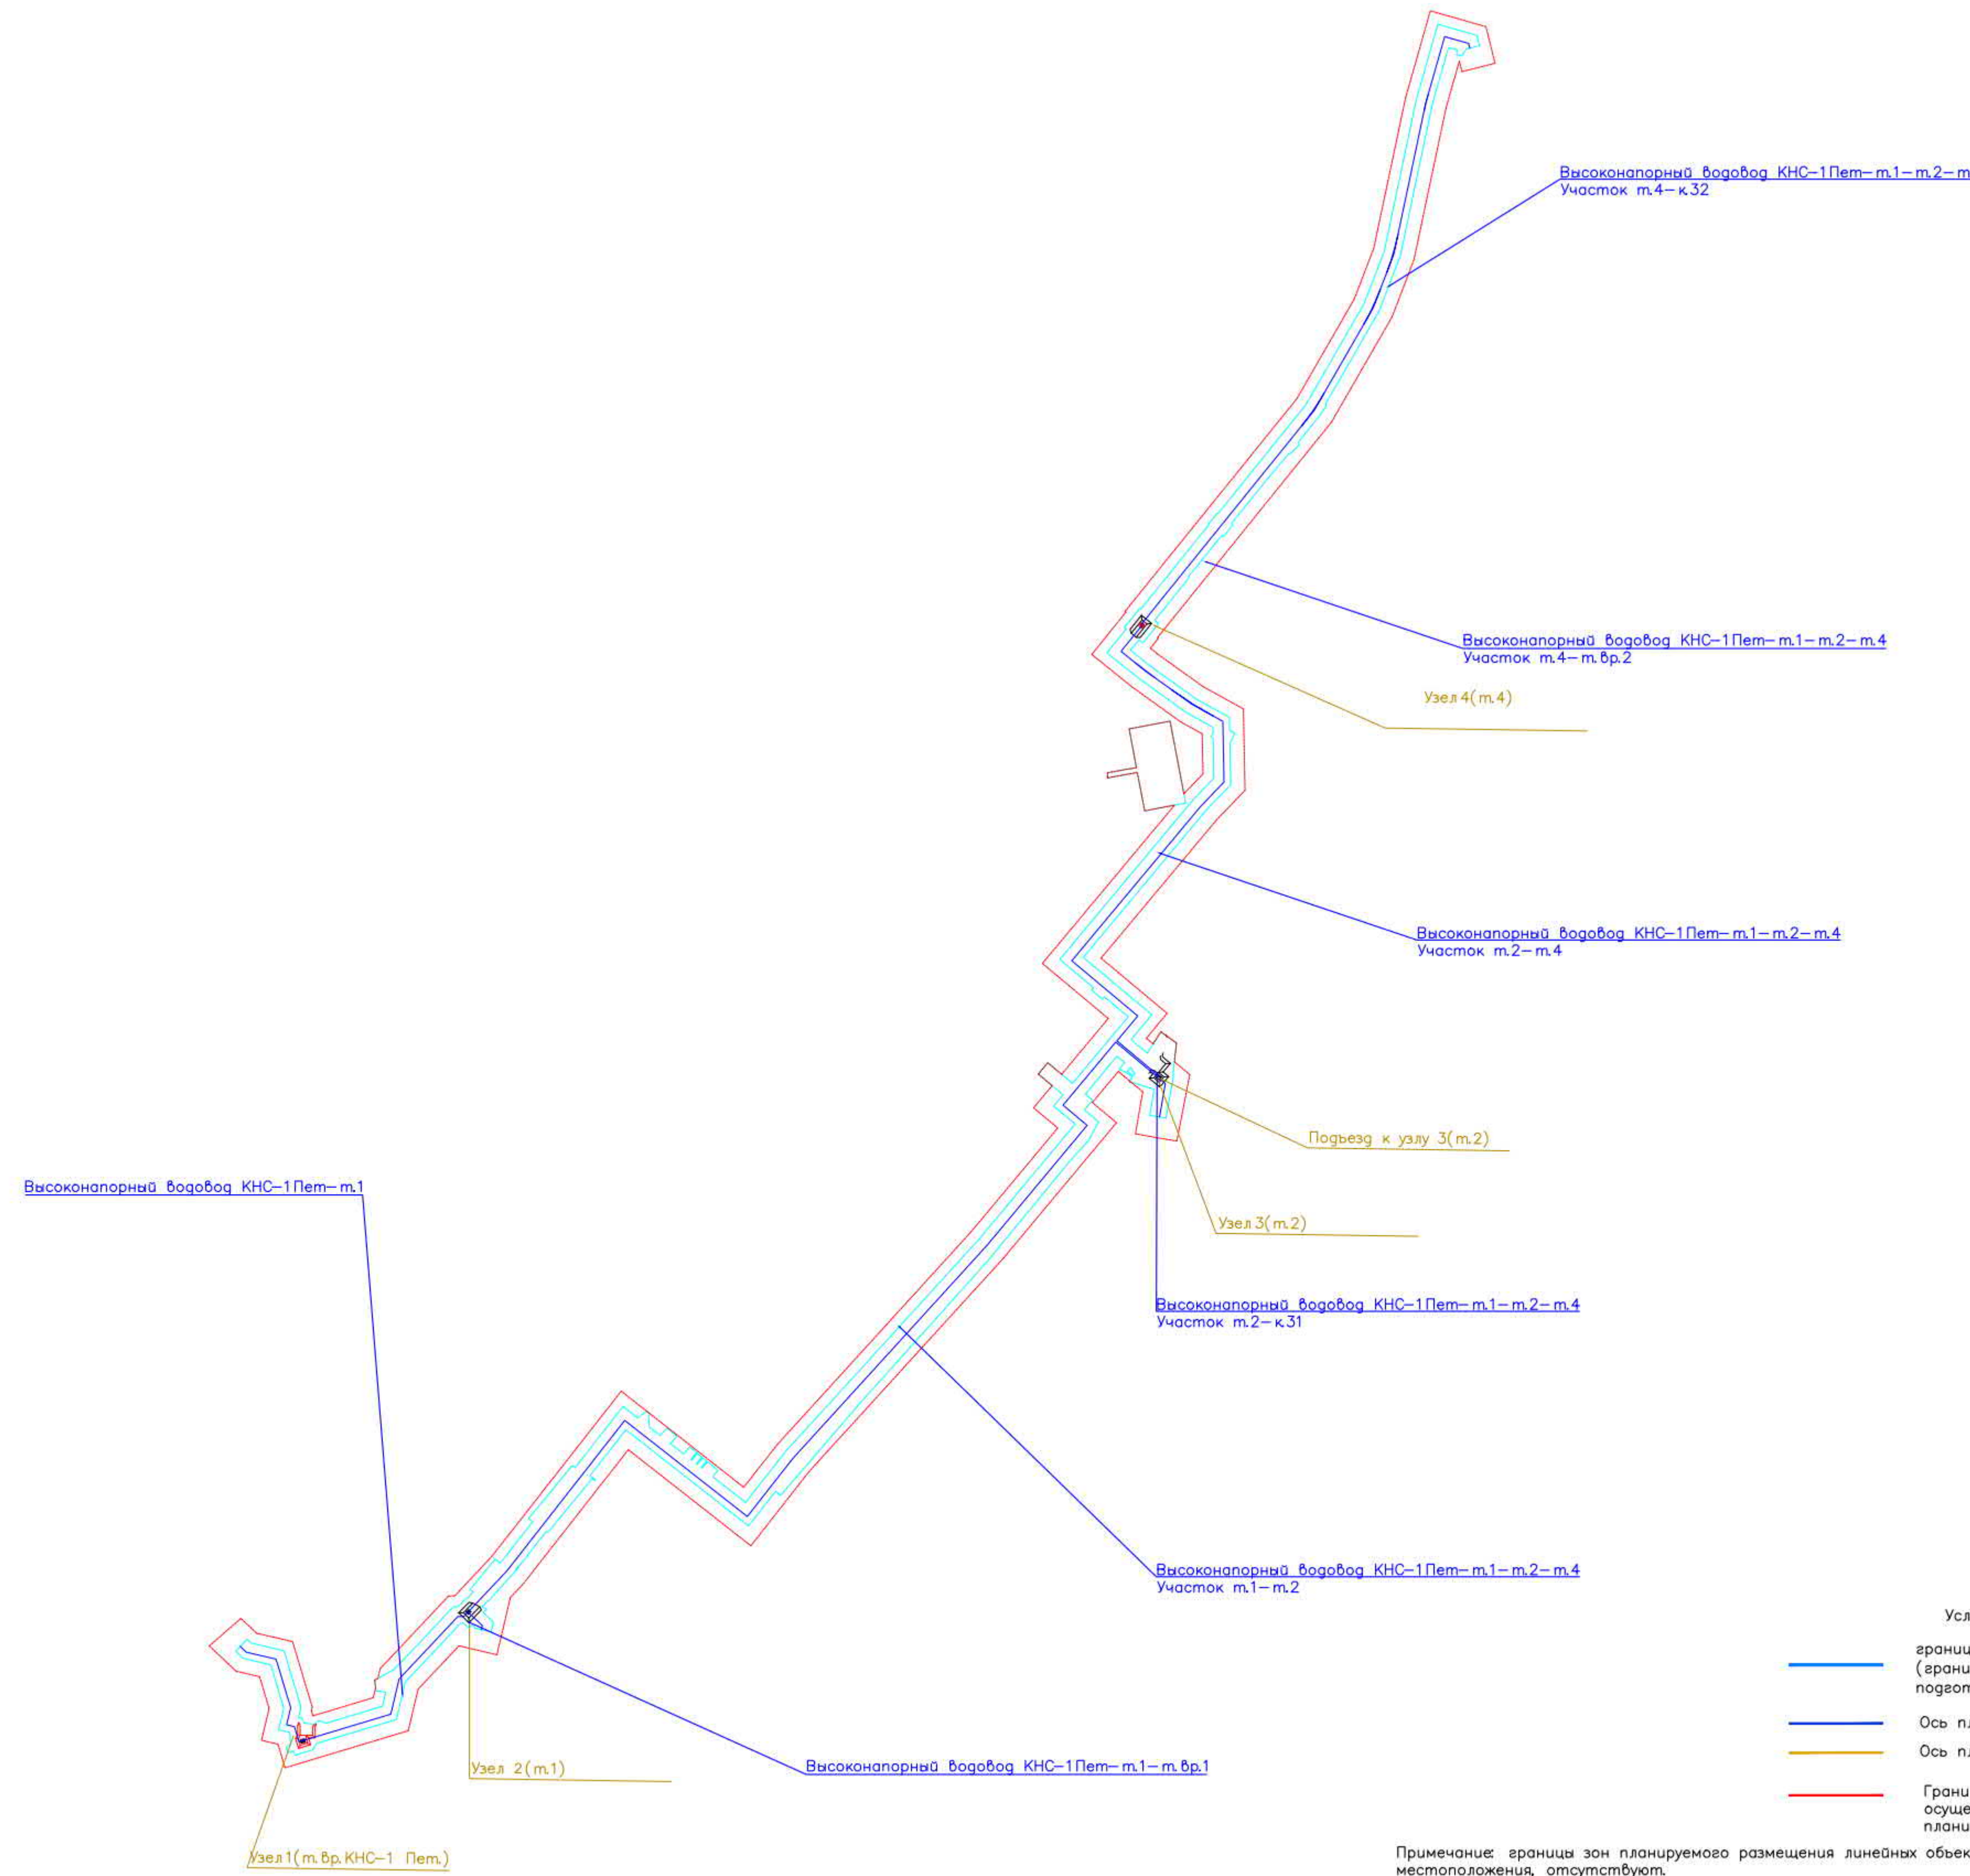 Высоконапорный водовод КНС-1Пет-т.1-т.2-т
Участок т.4-к.32
Высоконапорный водовод КНС-1Пет-т.1-т.2-т.4
Участок т.4-т.вр.2
Узел 4(т.4)
Высоконапорный водовод КНС-1Пет-т.1-т.2-т.4
Участок т.2-т.4
Подъезд к узлу 3(т.2)
Высоконапорный водовод КНС-1Пет-т.1
Узел 3(т.2)
Высоконапорный водовод КНС-1Пет-т.1-т.2-т.4
Участок т.2-к.31
Высоконапорный водовод КНС-1Пет-т.1-т.2-т.4
Участок т.1-т.2
Высоконапорный водовод КНС-1Пет-т.1-т.вр.1
Узел 2(т.1)
Узел 1(т.вр.КНС-1 Пет.)
Усл
границ
(грани
подгот
Ось пл
Ось пл
Грани
осуще
плани
Примечание: границы зон планируемого размещения линейных объек
местоположения, отсутствуют.